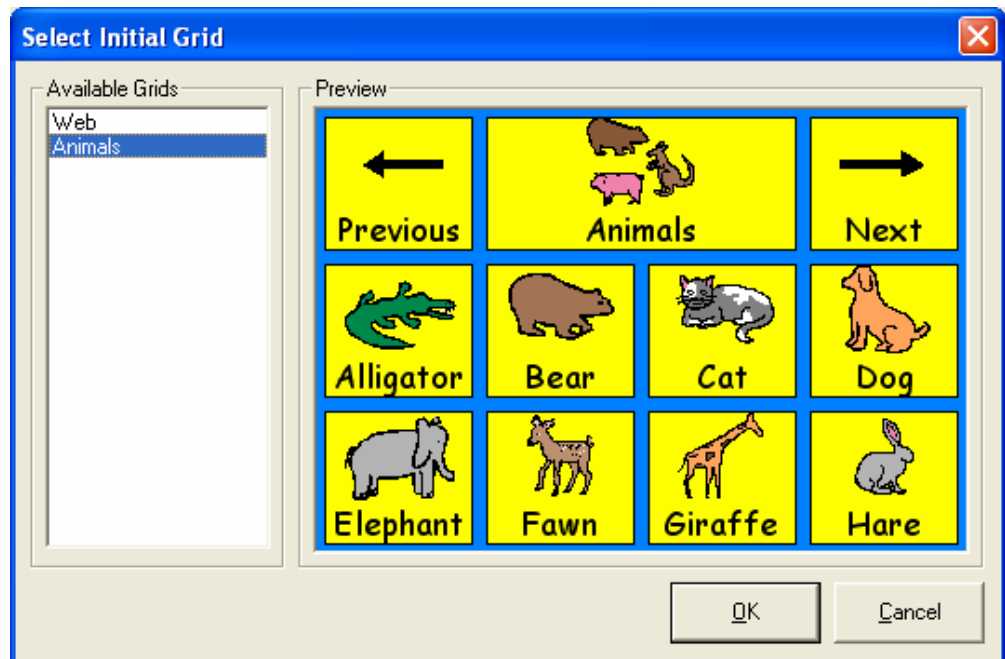 Select Initial Grid
Available Grids
Web
Animals
Preview
Previous
Animals
Next
Alligator
Bear
Cat
Dog
Elephant
Fawn
Giraffe
Hare
OK
Cancel